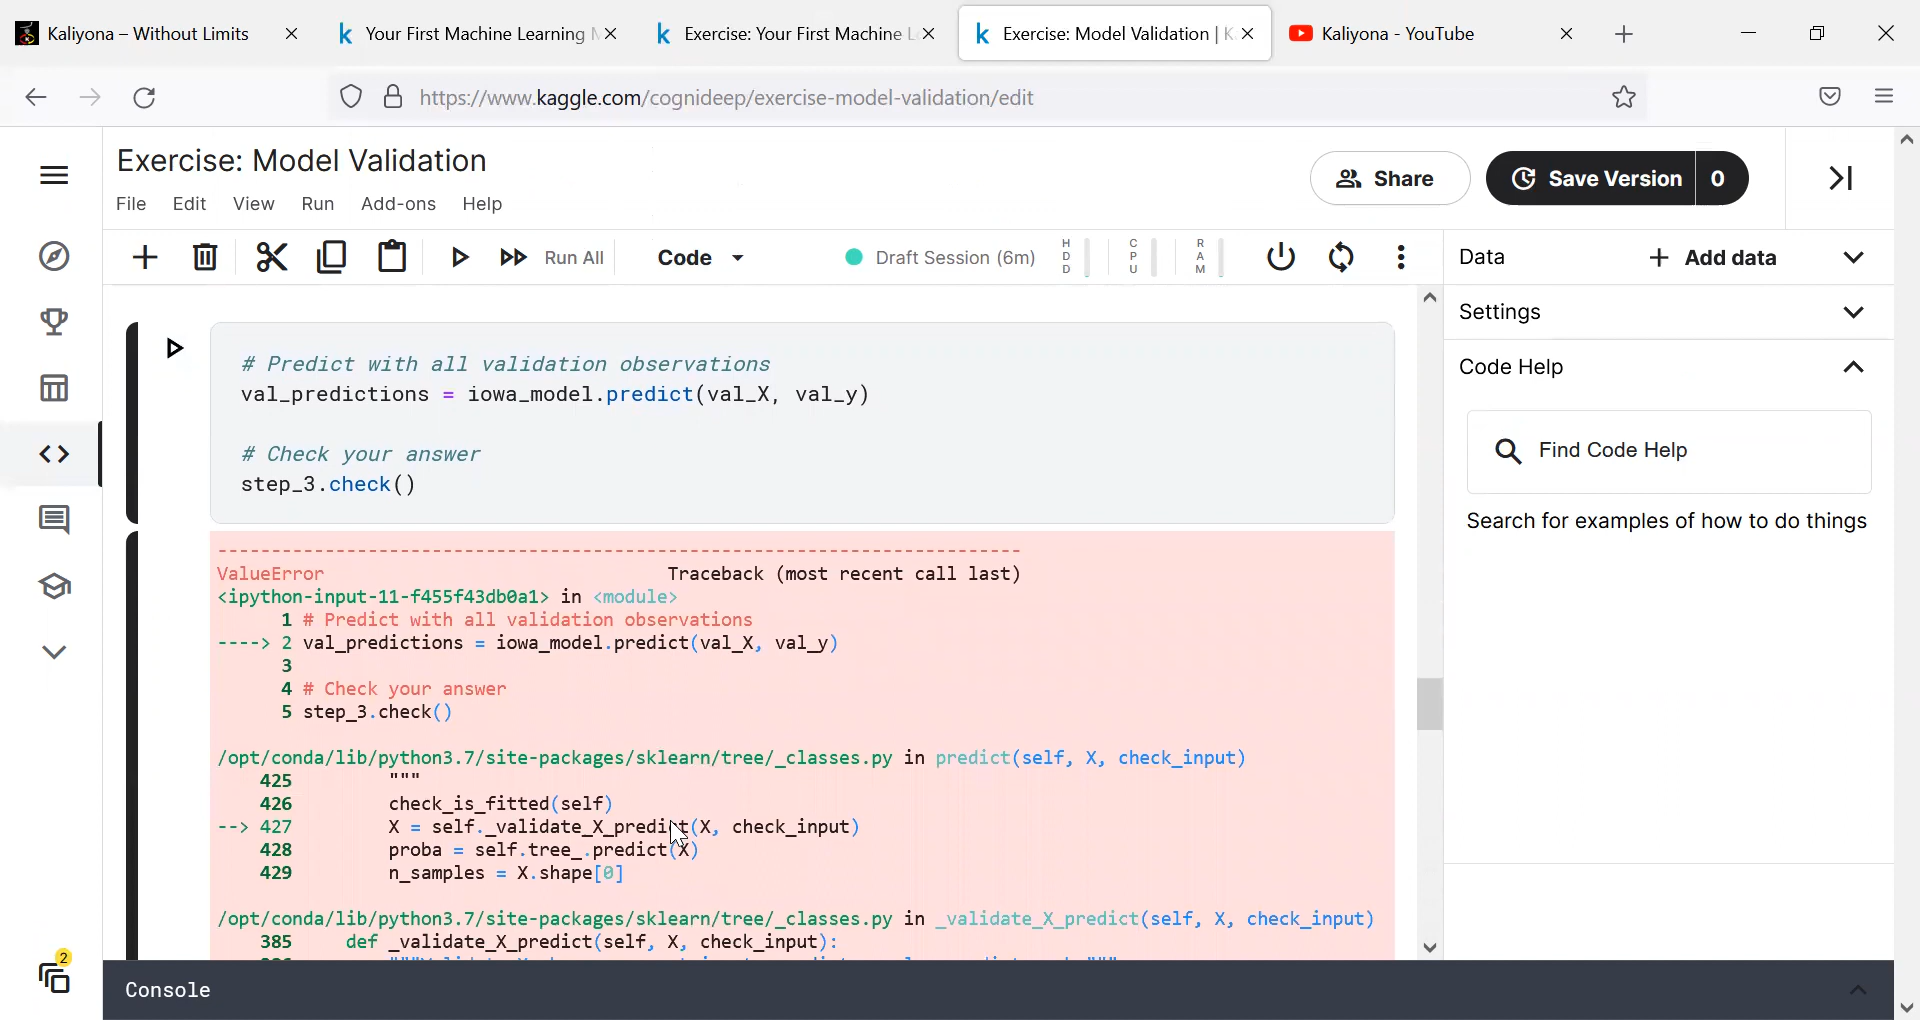 Kaliyona – Without Limits
Your First Machine Learning
Exercise: Your First Machine
Exercise: Model Validation |
Kaliyona - YouTube
https://www.kaggle.com/cognideep/exercise-model-validation/edit
Exercise: Model Validation
Share
Save Version 0
File Edit View Run Add-ons Help
Run All
Code
Draft Session (6m)
HDD
CPU
RAM
Data
Add data
Settings
Code Help
Find Code Help
Search for examples of how to do things
# Predict with all validation observations
val_predictions = iowa_model.predict(val_X, val_y)
# Check your answer
step_3.check()
---------------------------------------------------------------------------
ValueError Traceback (most recent call last)
<ipython-input-11-f455f43db0a1> in <module>
1 # Predict with all validation observations
----> 2 val_predictions = iowa_model.predict(val_X, val_y)
3
4 # Check your answer
5 step_3.check()
/opt/conda/lib/python3.7/site-packages/sklearn/tree/_classes.py in predict(self, X, check_input)
425 """
426 check_is_fitted(self)
--> 427 X = self._validate_X_predict(X, check_input)
428 proba = self.tree_.predict(X)
429 n_samples = X.shape[0]
/opt/conda/lib/python3.7/site-packages/sklearn/tree/_classes.py in _validate_X_predict(self, X, check_input)
385 def _validate_X_predict(self, X, check_input):
2
Console